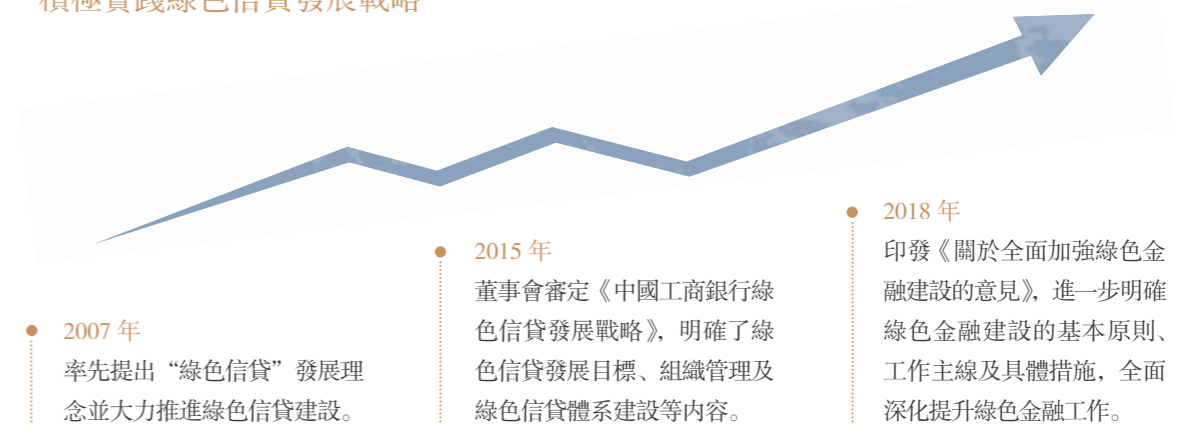 積極實踐綠色信貸發展戰略
2007 年
率先提出“綠色信貸”發展理
念並大力推進綠色信貸建設。
2015 年
董事會審定《中國工商銀行綠
色信貸發展戰略》，明確了綠
色信貸發展目標、組織管理及
綠色信貸體系建設等內容。
2018 年
印發《關於全面加強綠色金
融建設的意見》，進一步明確
綠色金融建設的基本原則、
工作主線及具體措施，全面
深化提升綠色金融工作。